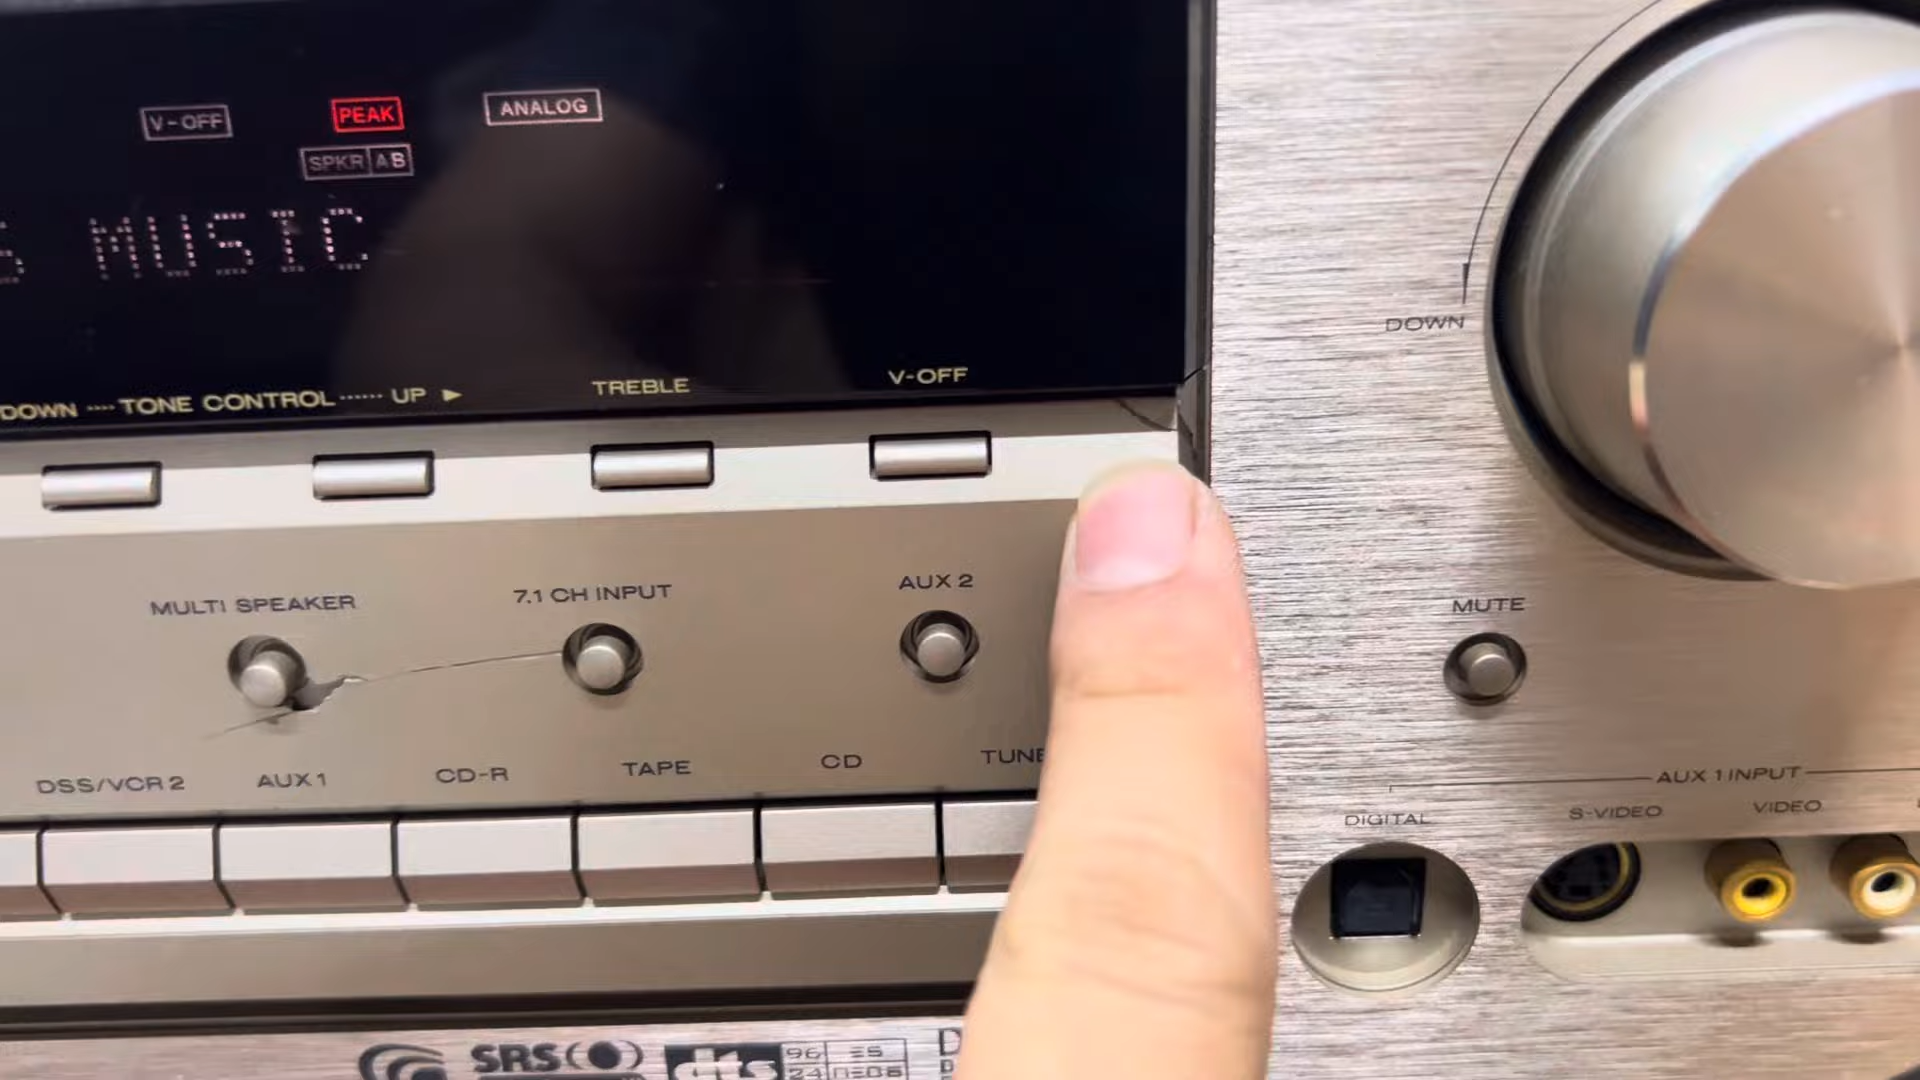 V-OFF PEAK ANALOG
SPKR A B
MUSIC
DOWN ···· TONE CONTROL ······ UP ► TREBLE V-OFF
DOWN
MULTI SPEAKER 7.1 CH INPUT AUX 2 MUTE
DSS/VCR 2 AUX 1 CD-R TAPE CD TUNE
AUX 1 INPUT
DIGITAL S-VIDEO VIDEO
SRS dts 96 ES
24